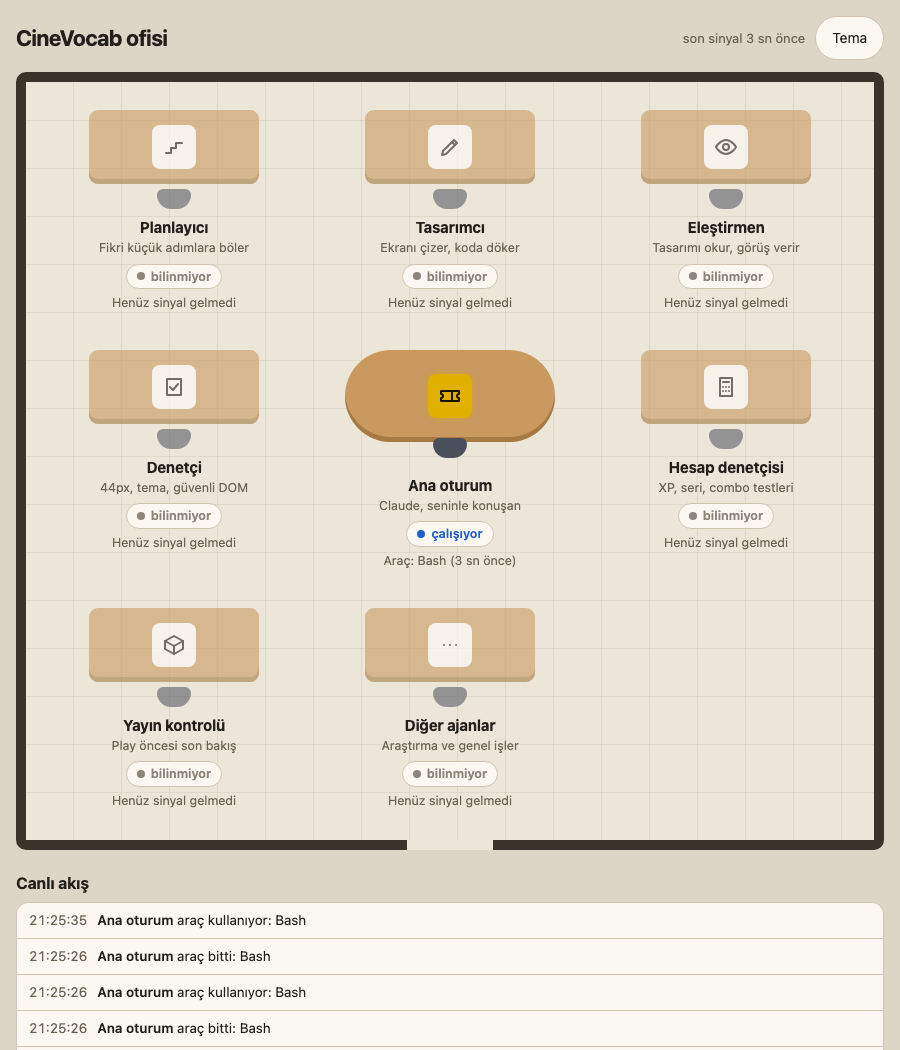 CineVocab ofisi
son sinyal 3 sn önce
Tema
Planlayıcı
Fikri küçük adımlara böler
bilinmiyor
Henüz sinyal gelmedi
Tasarımcı
Ekranı çizer, koda döker
bilinmiyor
Henüz sinyal gelmedi
Eleştirmen
Tasarımı okur, görüş verir
bilinmiyor
Henüz sinyal gelmedi
Denetçi
44px, tema, güvenli DOM
bilinmiyor
Henüz sinyal gelmedi
Ana oturum
Claude, seninle konuşan
çalışıyor
Araç: Bash (3 sn önce)
Hesap denetçisi
XP, seri, combo testleri
bilinmiyor
Henüz sinyal gelmedi
Yayın kontrolü
Play öncesi son bakış
bilinmiyor
Henüz sinyal gelmedi
Diğer ajanlar
Araştırma ve genel işler
bilinmiyor
Henüz sinyal gelmedi
Canlı akış
21:25:35 Ana oturum araç kullanıyor: Bash
21:25:26 Ana oturum araç bitti: Bash
21:25:26 Ana oturum araç kullanıyor: Bash
21:25:26 Ana oturum araç bitti: Bash